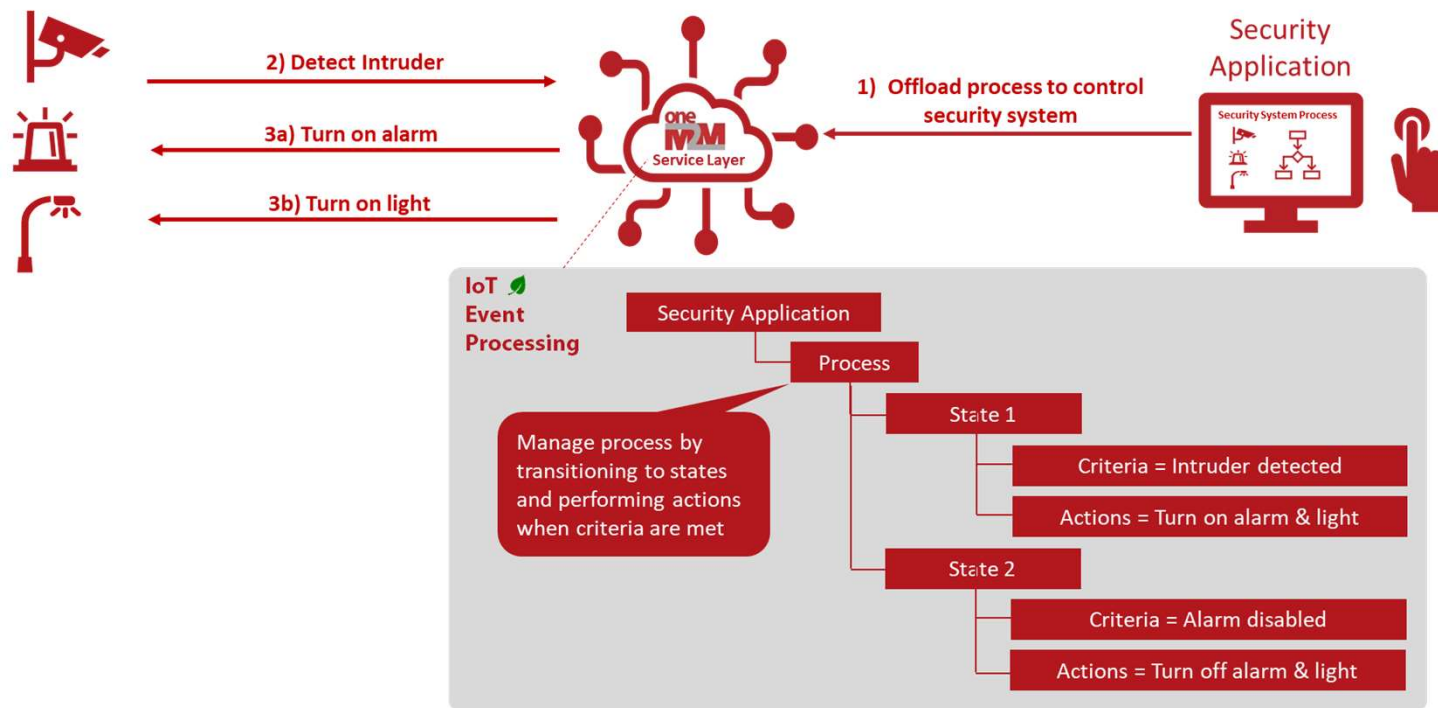 Security
Application
2) Detect Intruder
1) Offload process to control
security system
Security System Process
one
M2M
Service Layer
3a) Turn on alarm
3b) Turn on light
IoT
Event
Processing
Security Application
Process
Manage process by
transitioning to states
and performing actions
when criteria are met
State 1
Criteria = Intruder detected
Actions = Turn on alarm & light
State 2
Criteria = Alarm disabled
Actions = Turn off alarm & light